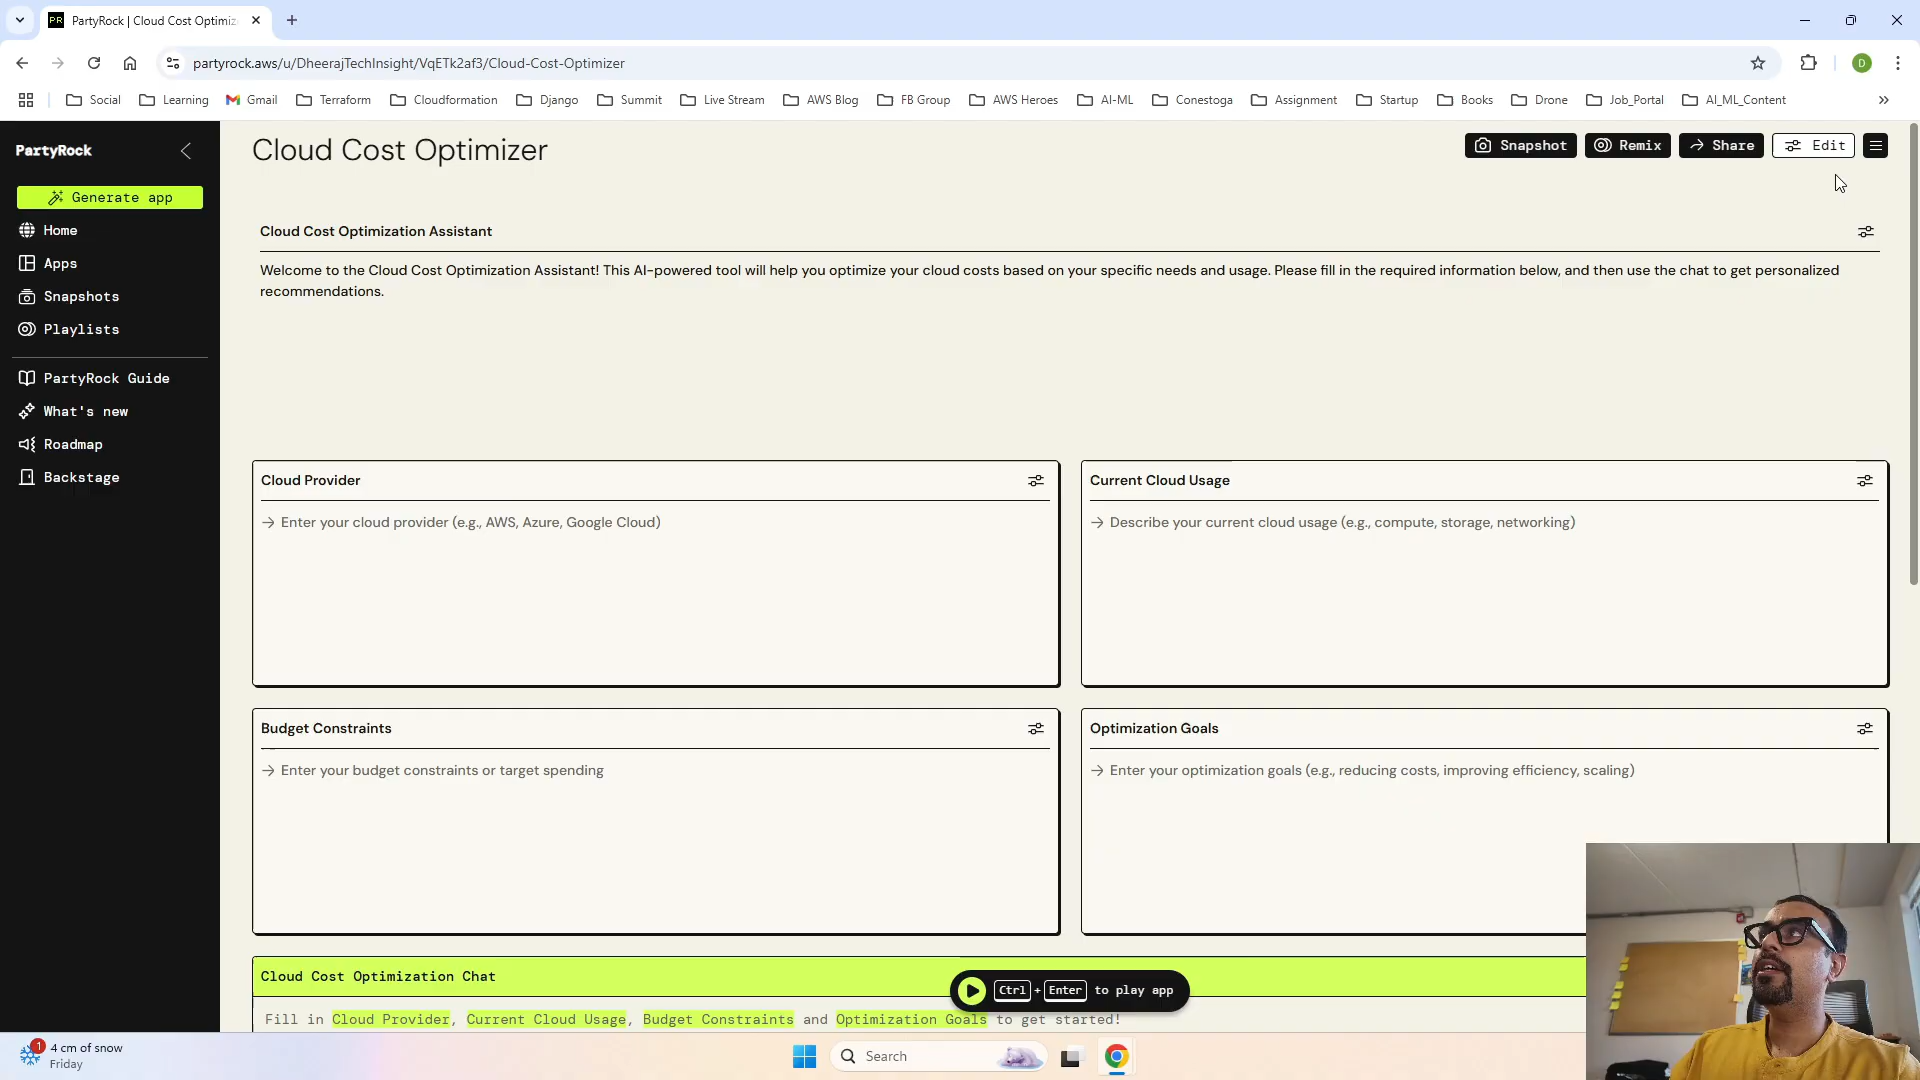 PartyRock | Cloud Cost Optimiz
partyrock.aws/u/DheerajTechInsight/VqETk2af3/Cloud-Cost-Optimizer
D
Social
Learning
Gmail
Terraform
Cloudformation
Django
Summit
Live Stream
AWS Blog
FB Group
AWS Heroes
AI-ML
Conestoga
Assignment
Startup
Books
Drone
Job_Portal
AI_ML_Content
PartyRock
Generate app
Home
Apps
Snapshots
Playlists
PartyRock Guide
What's new
Roadmap
Backstage
Cloud Cost Optimizer
Snapshot
Remix
Share
Edit
Cloud Cost Optimization Assistant
Welcome to the Cloud Cost Optimization Assistant! This AI-powered tool will help you optimize your cloud costs based on your specific needs and usage. Please fill in the required information below, and then use the chat to get personalized
recommendations.
Cloud Provider
Enter your cloud provider (e.g., AWS, Azure, Google Cloud)
Current Cloud Usage
Describe your current cloud usage (e.g., compute, storage, networking)
Budget Constraints
Enter your budget constraints or target spending
Optimization Goals
Enter your optimization goals (e.g., reducing costs, improving efficiency, scaling)
Cloud Cost Optimization Chat
Ctrl + Enter to play app
Fill in Cloud Provider, Current Cloud Usage, Budget Constraints and Optimization Goals to get started!
1
4 cm of snow
Friday
Search